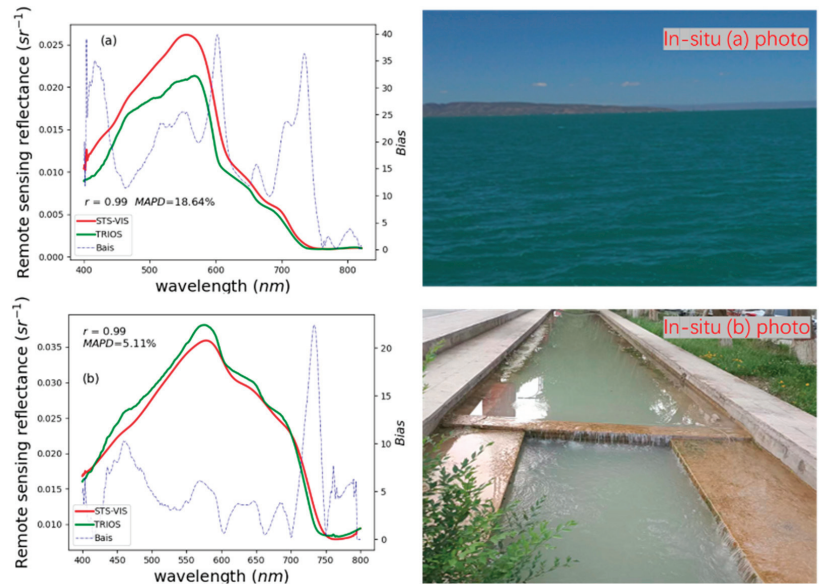 (a)
Remote sensing reflectance (sr⁻¹)
0.025
0.020
0.015
0.010
0.005
0.000
40
35
30
25
20
15
10
5
0
Bias
r = 0.99 MAPD=18.64%
STS-VIS
TRIOS
Bais
400 500 600 700 800
wavelength (nm)
In-situ (a) photo
r = 0.99
MAPD=5.11%
(b)
Remote sensing reflectance (sr⁻¹)
0.035
0.030
0.025
0.020
0.015
0.010
20
15
10
5
0
Bias
STS-VIS
TRIOS
Bais
400 450 500 550 600 650 700 750 800
wavelength (nm)
In-situ (b) photo